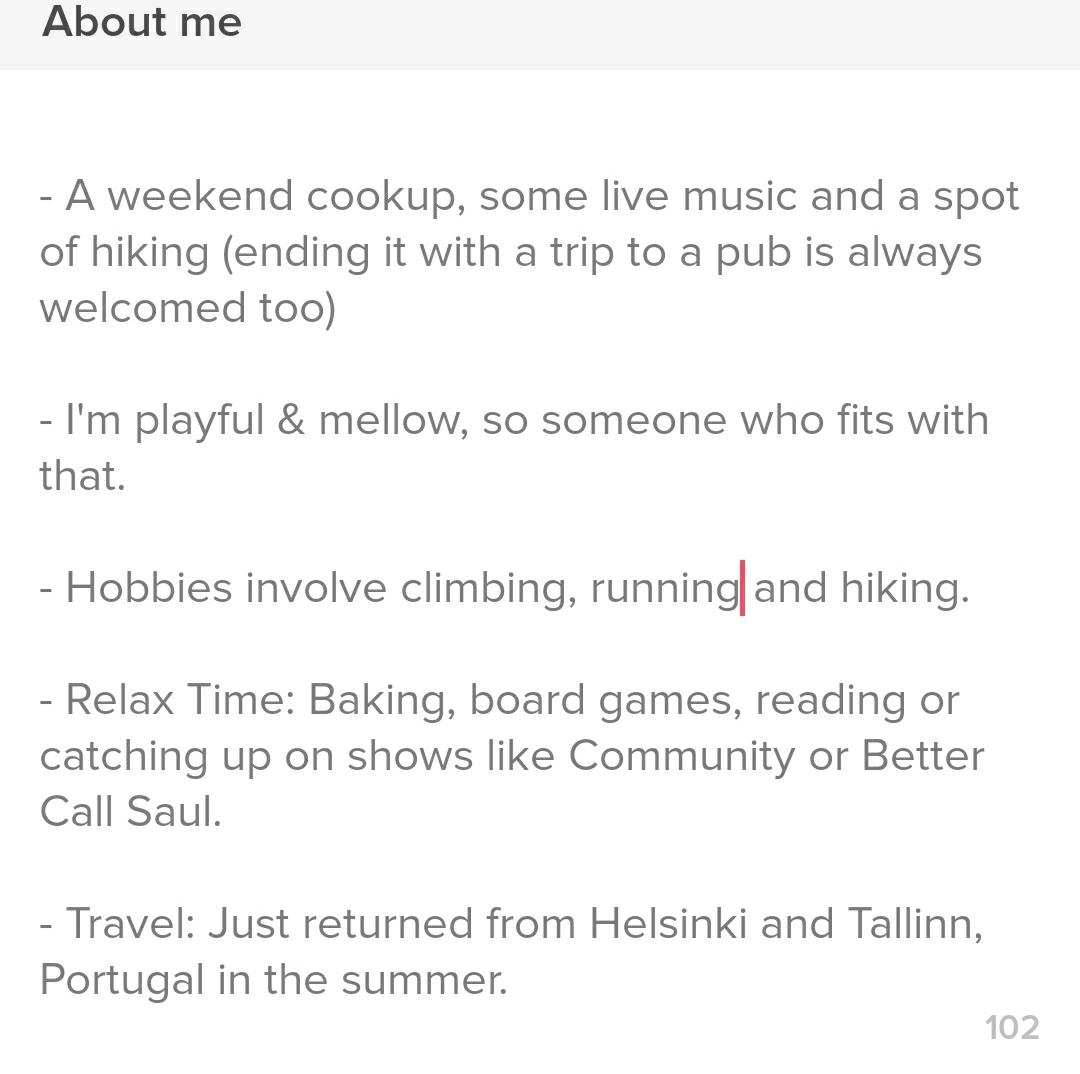 About me
- A weekend cookup, some live music and a spot
of hiking (ending it with a trip to a pub is always
welcomed too)
- I'm playful & mellow, so someone who fits with
that.
- Hobbies involve climbing, running and hiking.
- Relax Time: Baking, board games, reading or
catching up on shows like Community or Better
Call Saul.
- Travel: Just returned from Helsinki and Tallinn,
Portugal in the summer.
102